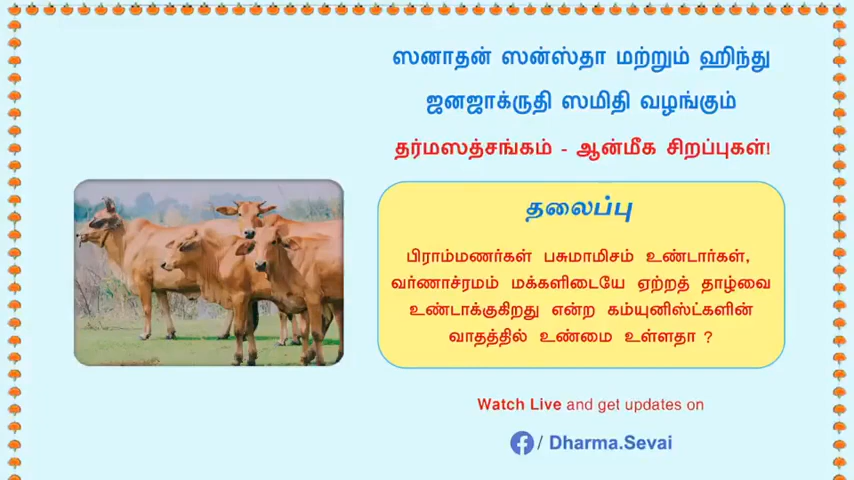 ஸனாதன் ஸன்ஸ்தா மற்றும் ஹிந்து
ஜனஜாக்ருதி ஸமிதி வழங்கும்
தர்மஸத்சங்கம் - ஆன்மீக சிறப்புகள்!
தலைப்பு
பிராம்மணர்கள் பசுமாமிசம் உண்டார்கள்,
வர்ணாச்ரமம் மக்களிடையே ஏற்றத் தாழ்வை
உண்டாக்குகிறது என்ற கம்யுனிஸ்ட்களின்
வாதத்தில் உண்மை உள்ளதா ?
Watch Live and get updates on
/ Dharma.Sevai